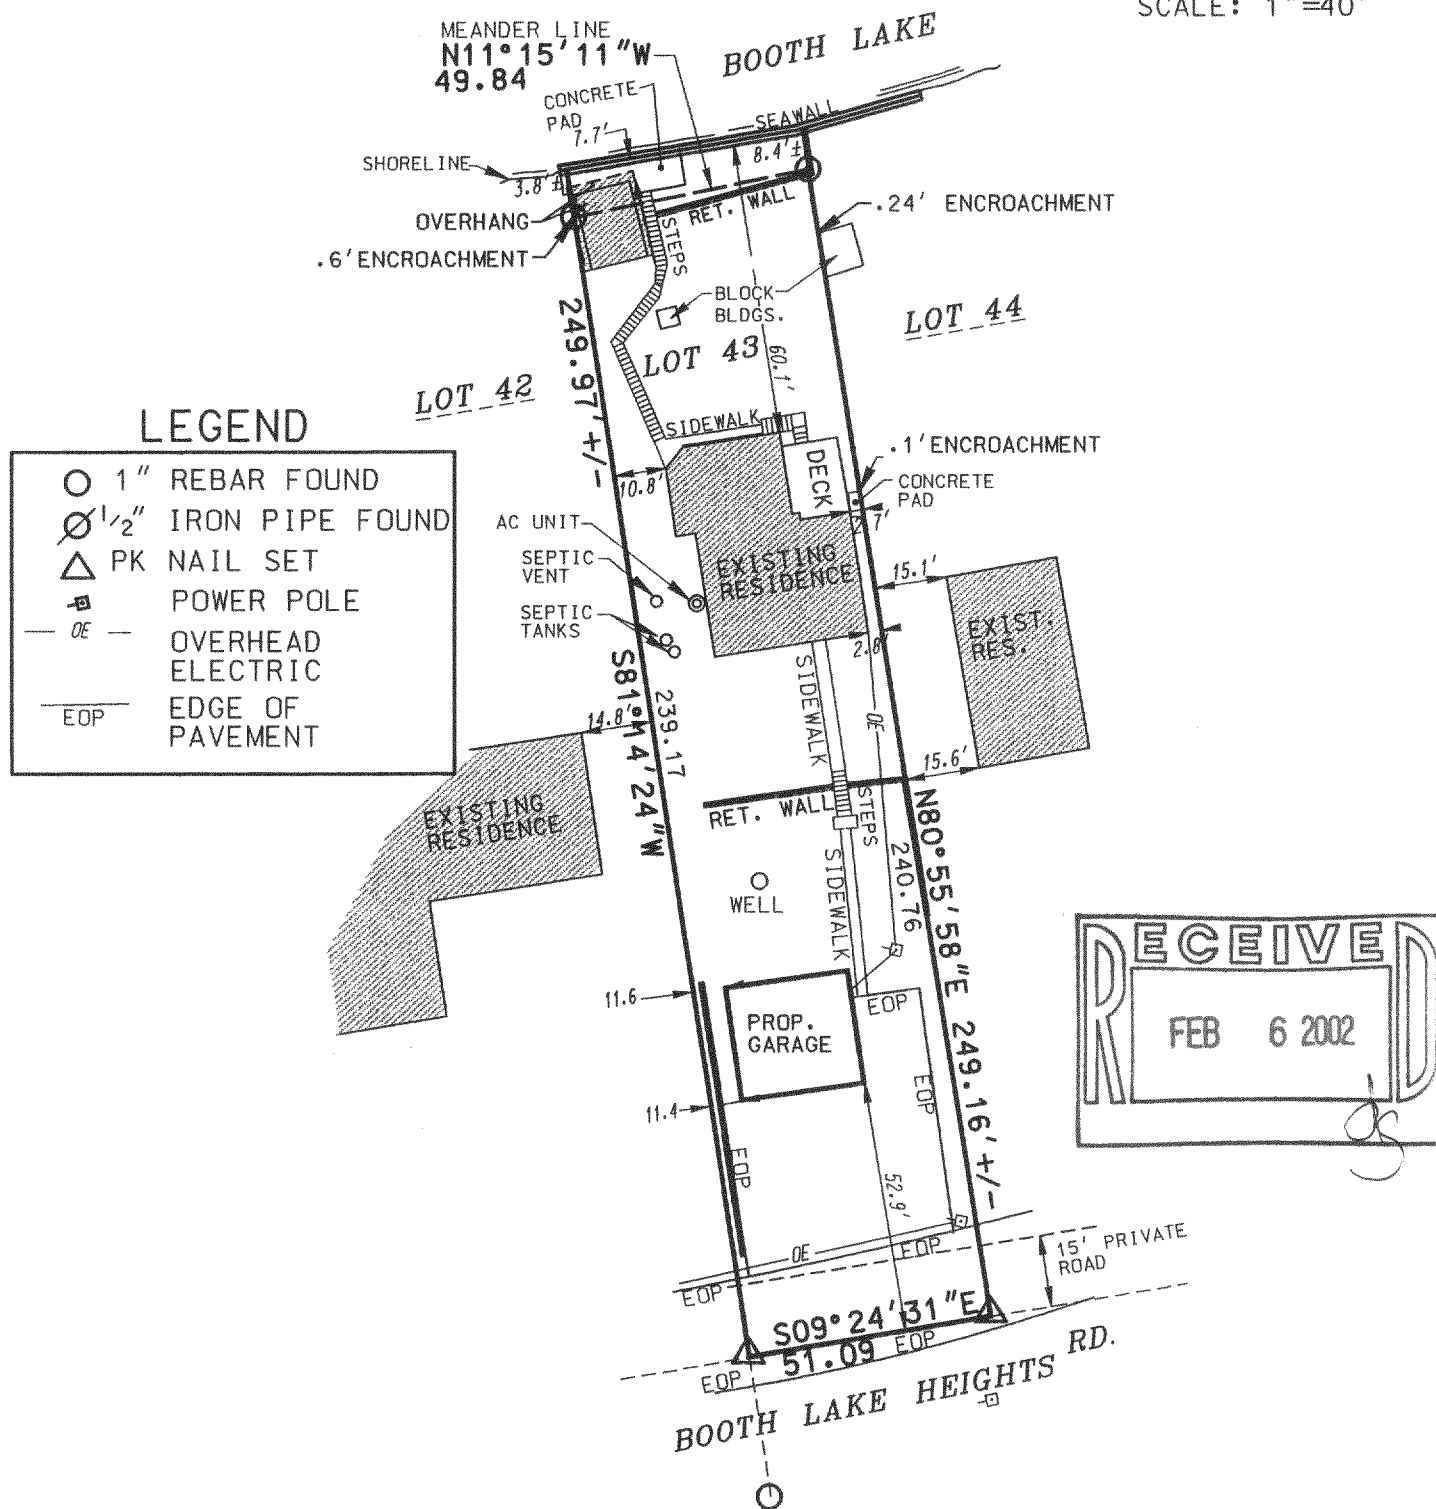 SCALE: 1"=40'
MEANDER LINE
N11°15'11"W
49.84
BOOTH LAKE
CONCRETE
PAD
7.7'
SEAWALL
8.4'±
SHORELINE
3.8'±
OVERHANG
RET. WALL
.24' ENCROACHMENT
.6' ENCROACHMENT
STEPS
BLOCK
BLDGS.
LOT 44
249.97' +/-
LOT 43
60.1'
LOT 42
SIDEWALK
.1' ENCROACHMENT
DECK
CONCRETE
PAD
10.8'
AC UNIT
SEPTIC
VENT
EXISTING
RESIDENCE
15.1'
SEPTIC
TANKS
2.8'
EXIST.
RES.
LEGEND
1" REBAR FOUND
1/2" IRON PIPE FOUND
PK NAIL SET
POWER POLE
OE OVERHEAD
ELECTRIC
EOP EDGE OF
PAVEMENT
S81°14'24"W
239.17
14.8'
SIDEWALK
OE
15.6'
EXISTING
RESIDENCE
RET. WALL
STEPS
N80°55'58"E 249.16' +/-
240.76
SIDEWALK
WELL
11.6
EOP
PROP.
GARAGE
EOP
11.4
EOP
52.9'
RECEIVED
FEB 6 2002
OE
EOP
15' PRIVATE
ROAD
EOP
S09°24'31"E
51.09
EOP
EOP
BOOTH LAKE HEIGHTS RD.